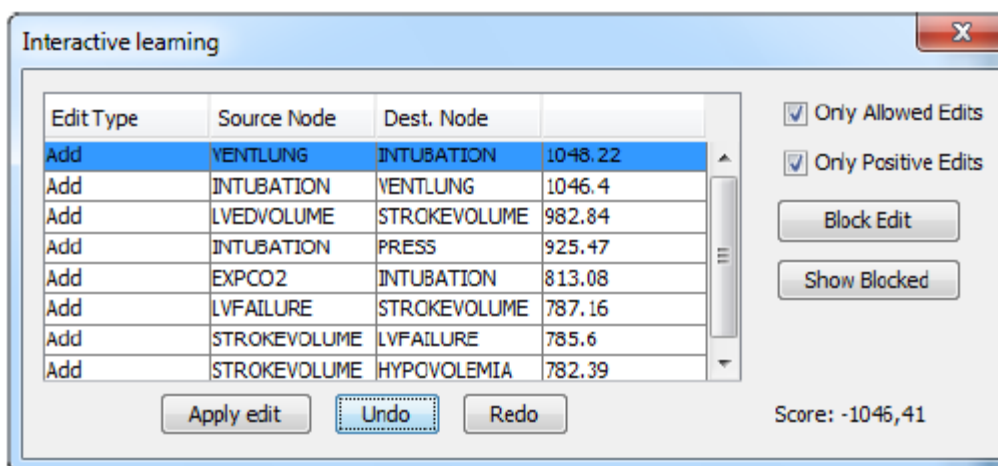 Interactive learning
Edit Type Source Node Dest. Node
Add VENTLUNG INTUBATION 1048.22
Add INTUBATION VENTLUNG 1046.4
Add LVEDVOLUME STROKEVOLUME 982.84
Add INTUBATION PRESS 925.47
Add EXPCO2 INTUBATION 813.08
Add LVFAILURE STROKEVOLUME 787.16
Add STROKEVOLUME LVFAILURE 785.6
Add STROKEVOLUME HYPOVOLEMIA 782.39
Only Allowed Edits
Only Positive Edits
Block Edit
Show Blocked
Apply edit Undo Redo
Score: -1046,41